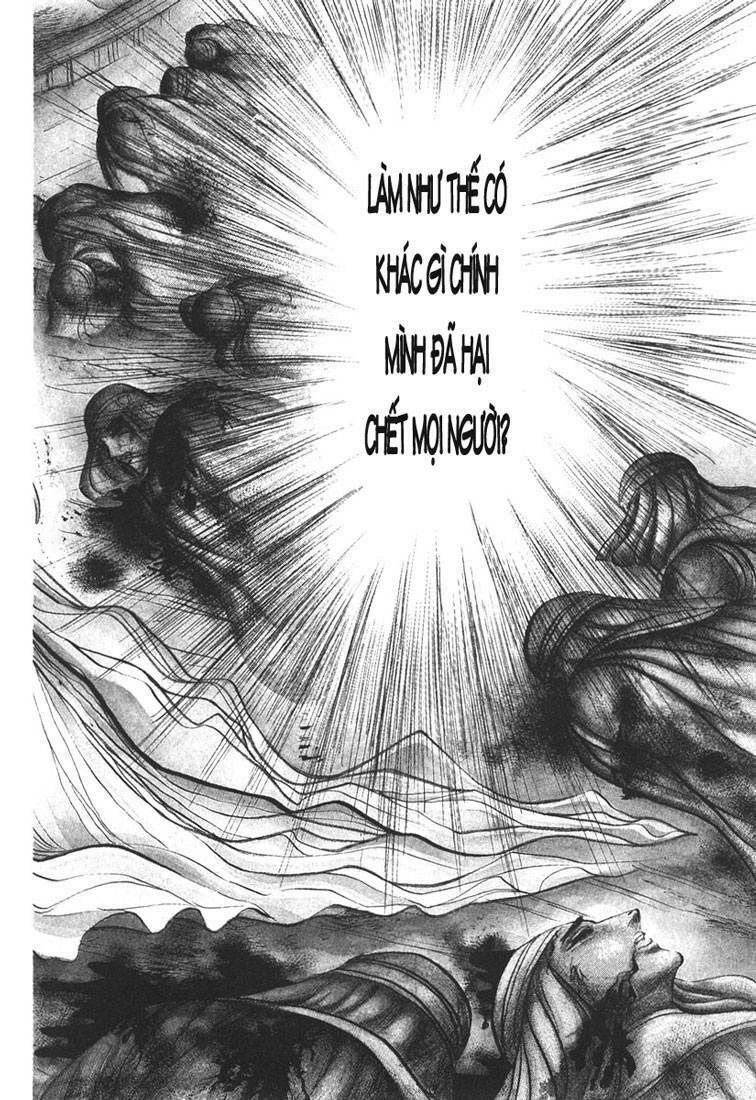 LÀM NHƯ THẾ CÓ
KHÁC GÌ CHÍNH
MÌNH ĐÃ HẠI
CHẾT MỌI NGƯỜI?